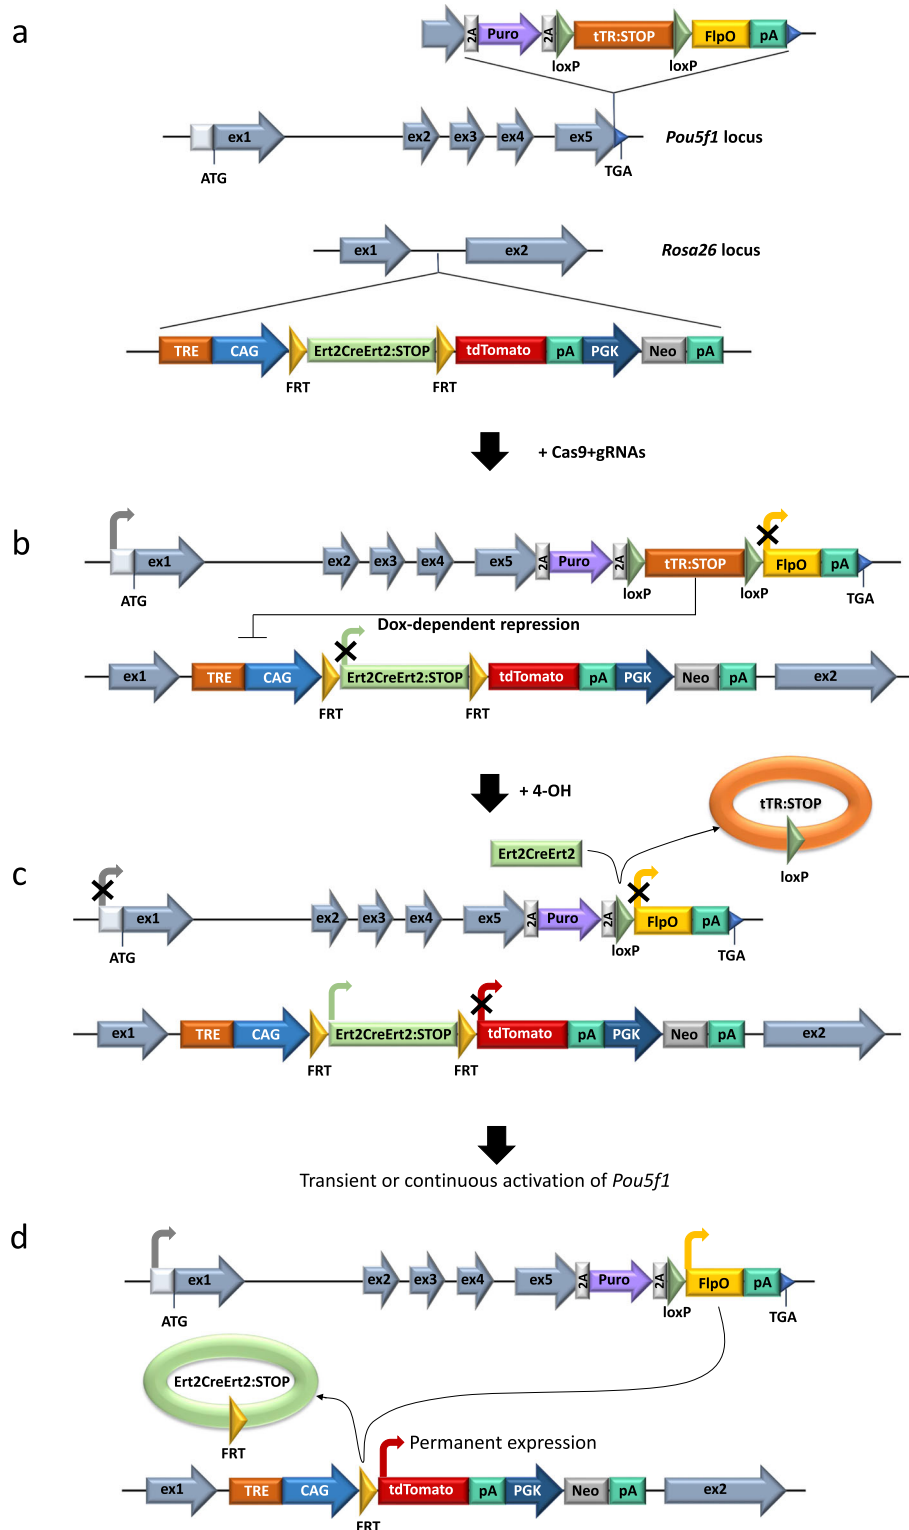 a
2A Puro 2A tTR:STOP FlpO pA
loxP loxP
ex1 ex2 ex3 ex4 ex5 Pou5f1 locus
ATG TGA
ex1 ex2 Rosa26 locus
TRE CAG Ert2CreErt2:STOP tdTomato pA PGK Neo pA
FRT FRT
+ Cas9+gRNAs
b
ex1 ex2 ex3 ex4 ex5 2A Puro 2A tTR:STOP FlpO pA
ATG loxP loxP TGA
Dox-dependent repression
ex1 TRE CAG Ert2CreErt2:STOP tdTomato pA PGK Neo pA ex2
FRT FRT
+ 4-OH
tTR:STOP
loxP
Ert2CreErt2
c
ex1 ex2 ex3 ex4 ex5 2A Puro 2A FlpO pA
ATG loxP TGA
ex1 TRE CAG Ert2CreErt2:STOP tdTomato pA PGK Neo pA ex2
FRT FRT
Transient or continuous activation of Pou5f1
d
ex1 ex2 ex3 ex4 ex5 2A Puro 2A FlpO pA
ATG loxP TGA
Ert2CreErt2:STOP
FRT
Permanent expression
ex1 TRE CAG tdTomato pA PGK Neo pA ex2
FRT